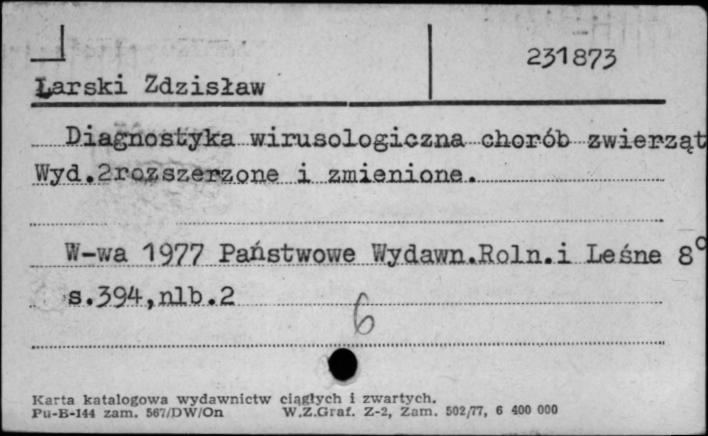 231873
Larski Zdzisław
Diagnostyka wirusologiczna chorób zwierząt
Wyd.2rozszerzone i zmienione.
W-wa 1977 Państwowe Wydawn.Roln.i Leśne 8°
s.394,nlb.2
6
Karta katalogowa wydawnictw ciągłych i zwartych.
Pu-B-144 zam. 567/DW/On W.Z.Graf. Z-2, Zam. 502/77, 6 400 000